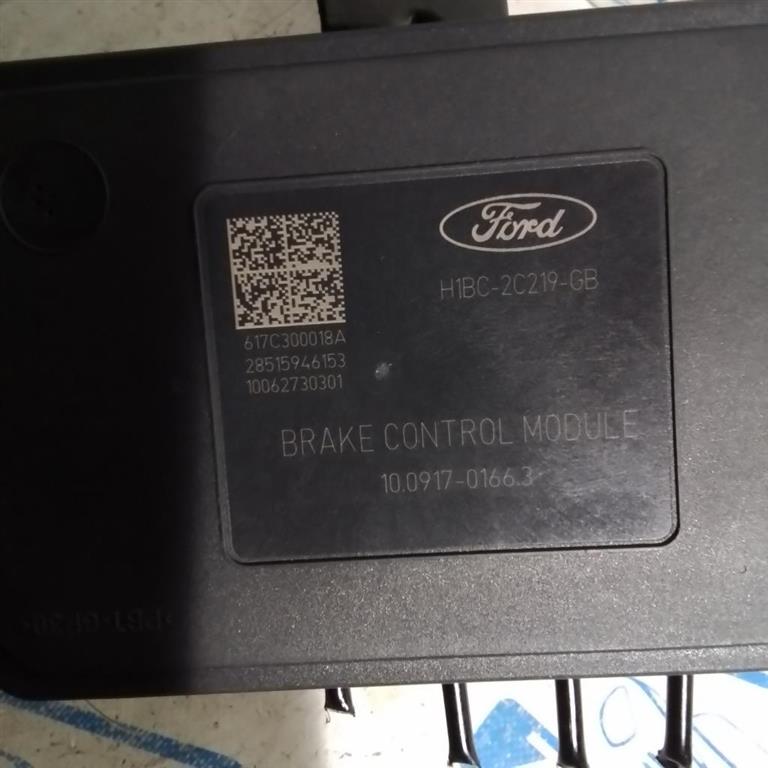 Ford
H1BC-2C219-GB
617C300018A
28515946153
10062730301
BRAKE CONTROL MODULE
10.0917-0166.3